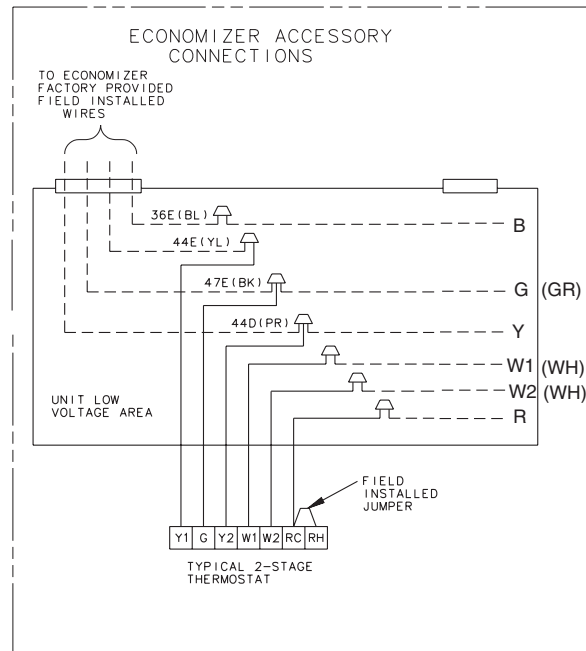 ECONOMIZER ACCESSORY
CONNECTIONS
TO ECONOMIZER
FACTORY PROVIDED
FIELD INSTALLED
WIRES
36E(BL)
B
44E(YL)
47E(BK)
G (GR)
44D(PR)
Y
W1 (WH)
W2 (WH)
R
UNIT LOW
VOLTAGE AREA
FIELD
INSTALLED
JUMPER
Y1 G Y2 W1 W2 RC RH
TYPICAL 2-STAGE
THERMOSTAT